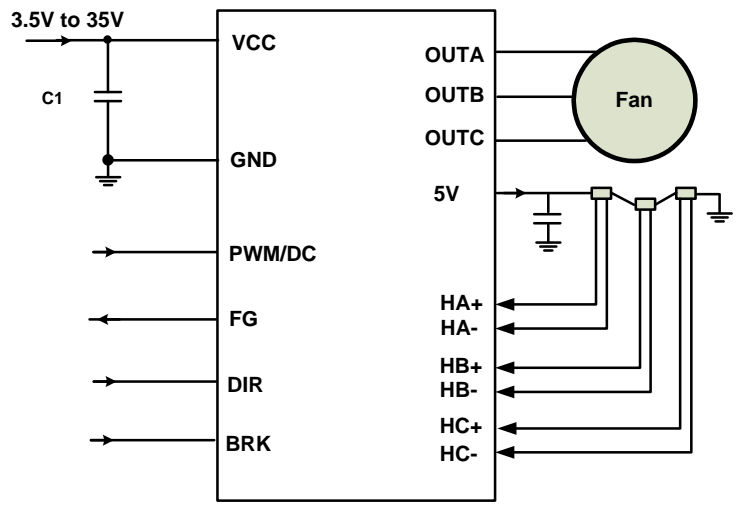 3.5V to 35V
VCC
C1
GND
PWM/DC
FG
DIR
BRK
OUTA
OUTB
OUTC
Fan
5V
HA+
HA-
HB+
HB-
HC+
HC-